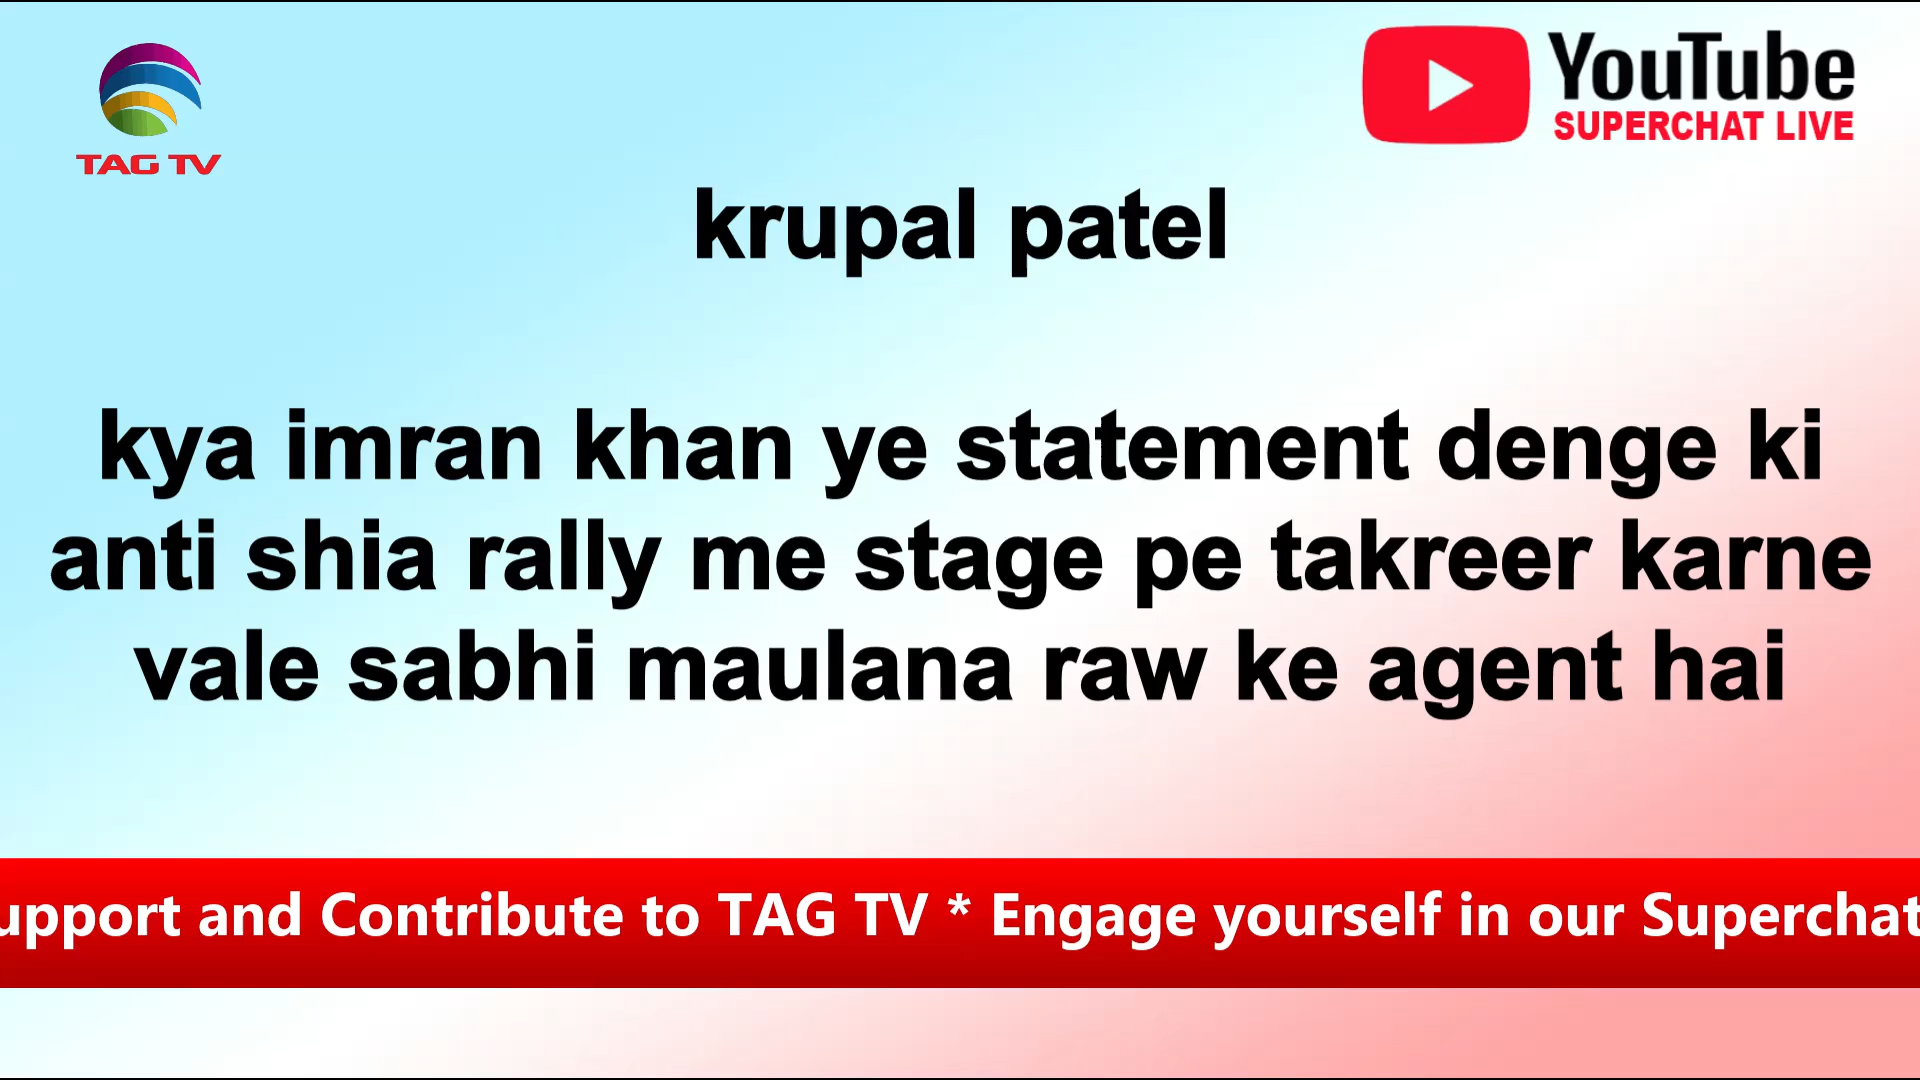 TAG TV
YouTube
SUPERCHAT LIVE
krupal patel
kya imran khan ye statement denge ki
anti shia rally me stage pe takreer karne
vale sabhi maulana raw ke agent hai
upport and Contribute to TAG TV * Engage yourself in our Superchat